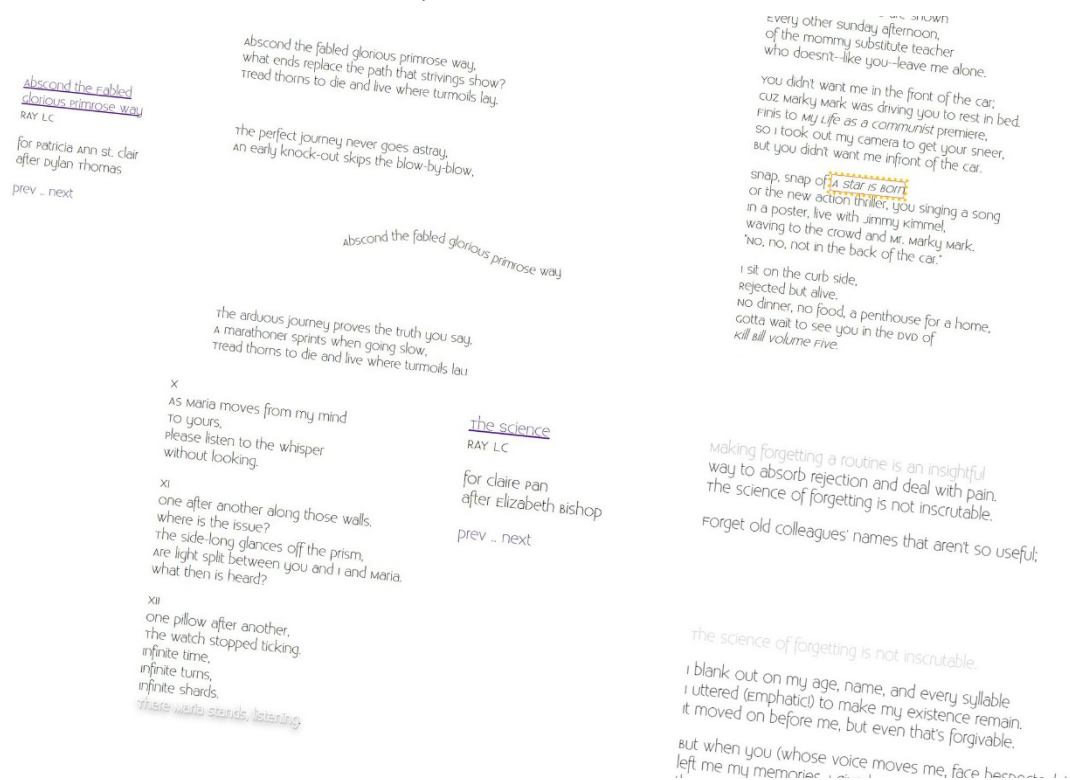 Abscond the Fabled
Glorious Primrose Way
RAY LC
for Patricia Ann St. Clair
after Dylan Thomas
prev .. next
Abscond the fabled glorious primrose way,
What ends replace the path that strivings show?
Tread thorns to die and live where turmoils lay.
The perfect journey never goes astray,
An early knock-out skips the blow-by-blow,
Abscond the fabled glorious primrose way
The arduous journey proves the truth you say.
A marathoner sprints when going slow,
Tread thorns to die and live where turmoils lay
X
As Maria moves from my mind
To yours,
Please listen to the whisper
without looking.
XI
One after another along those walls.
Where is the issue?
The side-long glances off the prism,
Are light split between you and I and Maria.
What then is heard?
XII
One pillow after another,
The watch stopped ticking.
Infinite time,
Infinite turns,
Infinite shards.
There Maria stands, listening.
The Science
RAY LC
for Claire Pan
after Elizabeth Bishop
prev .. next
are shown
Every other Sunday afternoon,
of the mommy substitute teacher
who doesn't--like you--leave me alone.
You didn't want me in the front of the car;
Cuz Marky Mark was driving you to rest in bed.
Finis to My Life as a Communist premiere,
So I took out my camera to get your sneer,
But you didn't want me infront of the car.
Snap, snap of A Star is Born,
or the new action thriller, you singing a song
In a poster, live with Jimmy Kimmel,
Waving to the crowd and Mr. Marky Mark.
"No, no, not in the back of the car."
I sit on the curb side,
Rejected but alive.
No dinner, no food, a penthouse for a home,
Gotta wait to see you in the DVD of
Kill Bill Volume Five.
Making forgetting a routine is an insightful
way to absorb rejection and deal with pain.
The science of forgetting is not inscrutable.
Forget old colleagues' names that aren't so useful;
The science of forgetting is not inscrutable.
I blank out on my age, name, and every syllable
I uttered (Emphatic!) to make my existence remain.
It moved on before me, but even that's forgivable.
But when you (whose voice moves me, face
left me my memories,